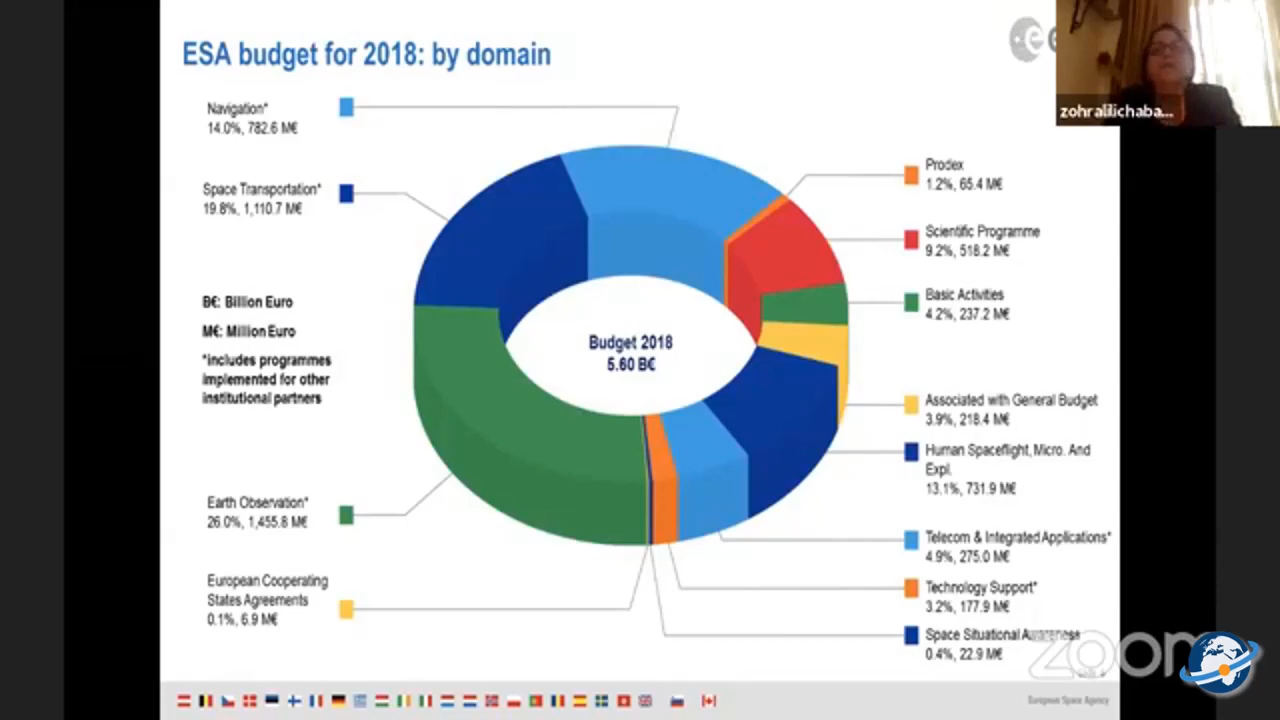 ESA budget for 2018: by domain
zohralilichaba...
Navigation*
14.0%, 782.6 M€
Space Transportation*
19.8%, 1,110.7 M€
B€: Billion Euro
M€: Million Euro
*includes programmes
implemented for other
institutional partners
Earth Observation*
26.0%, 1,455.8 M€
European Cooperating
States Agreements
0.1%, 6.9 M€
Budget 2018
5.60 B€
Prodex
1.2%, 65.4 M€
Scientific Programme
9.2%, 518.2 M€
Basic Activities
4.2%, 237.2 M€
Associated with General Budget
3.9%, 218.4 M€
Human Spaceflight, Micro. And
Expl.
13.1%, 731.9 M€
Telecom & Integrated Applications*
4.9%, 275.0 M€
Technology Support*
3.2%, 177.9 M€
Space Situational Awareness
0.4%, 22.9 M€
zoom
European Space Agency